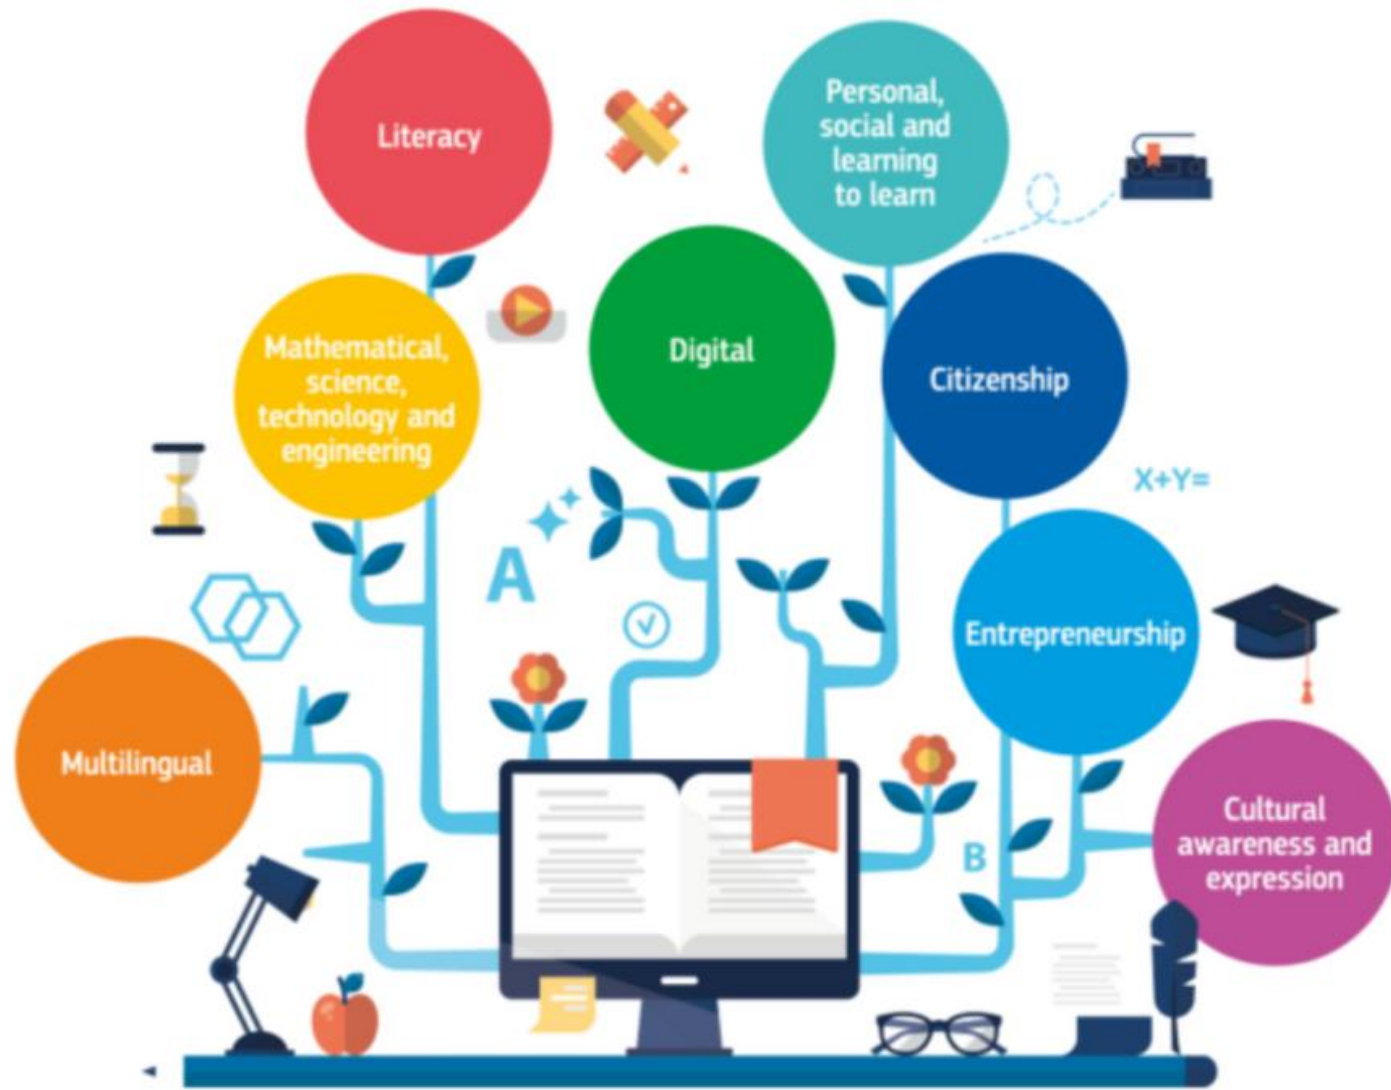 Literacy
Personal,
social and
learning
to learn
Mathematical,
science,
technology and
engineering
Digital
Citizenship
X+Y=
A
Entrepreneurship
Multilingual
B
Cultural
awareness and
expression